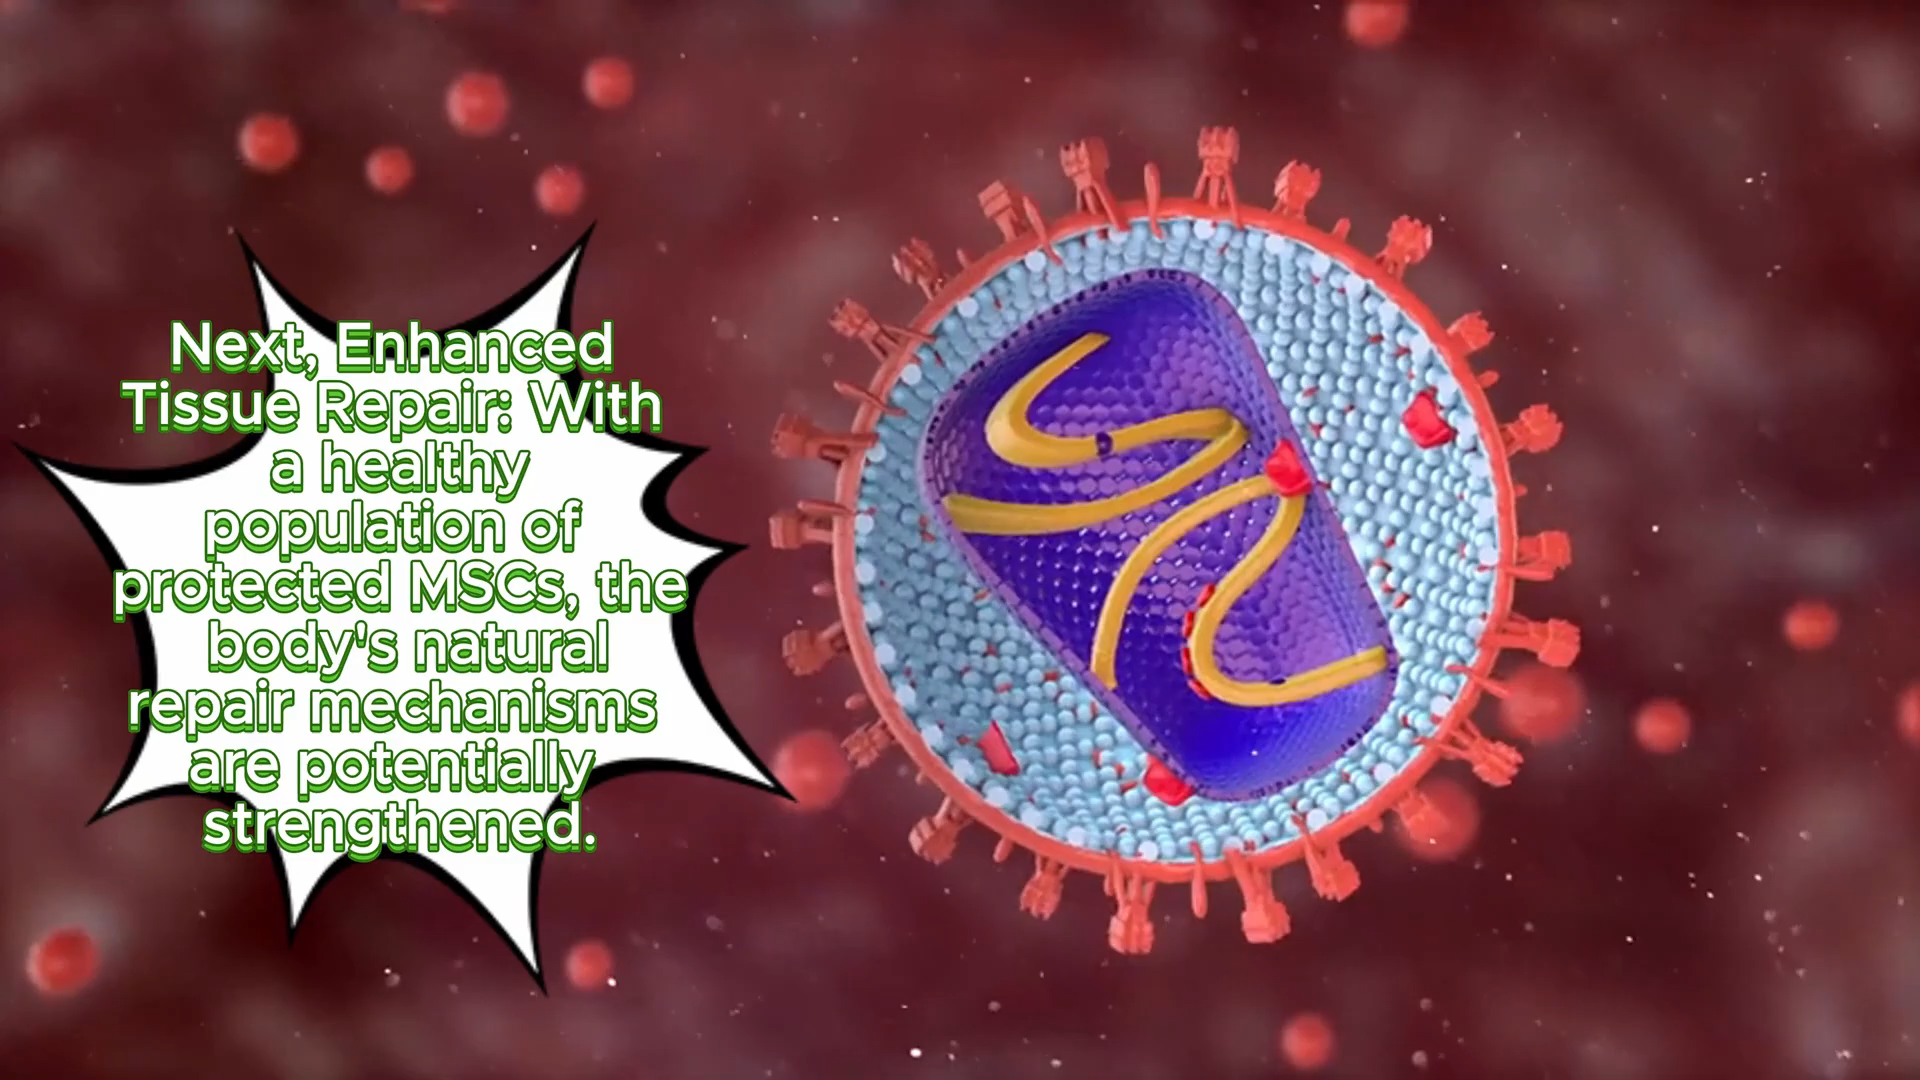 Next, Enhanced
Tissue Repair: With
a healthy
population of
protected MSCs, the
body's natural
repair mechanisms
are potentially
strengthened.